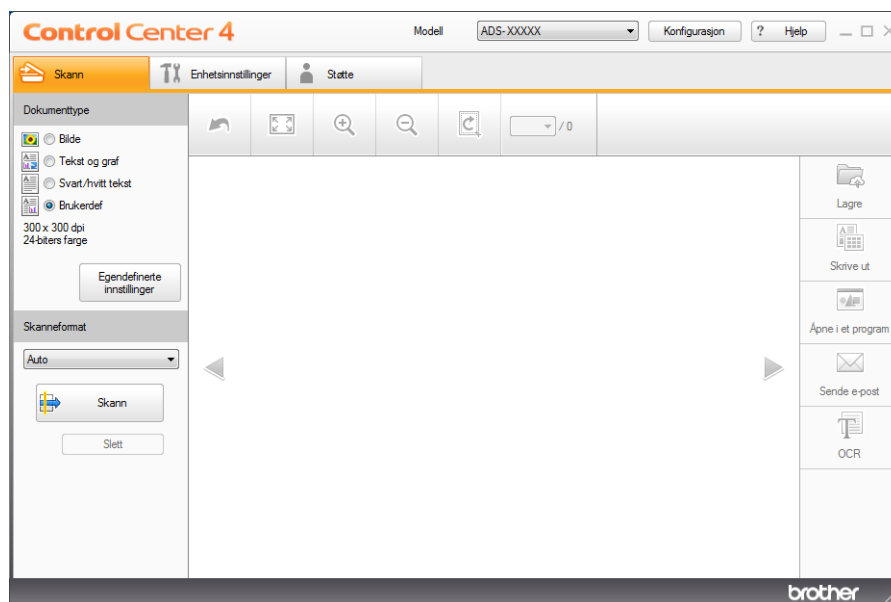 Control Center 4
Modell
ADS-XXXXX
Konfigurasjon
? Hjelp
Skann
Enhetsinnstillinger
Støtte
Dokumenttype
Bilde
Tekst og graf
Svart/hvitt tekst
Brukerdef
300 x 300 dpi
24-biters farge
Egendefinerte
innstillinger
Skanneformat
Auto
Skann
Slett
/ 0
Lagre
Skrive ut
Åpne i et program
Sende e-post
OCR
brother